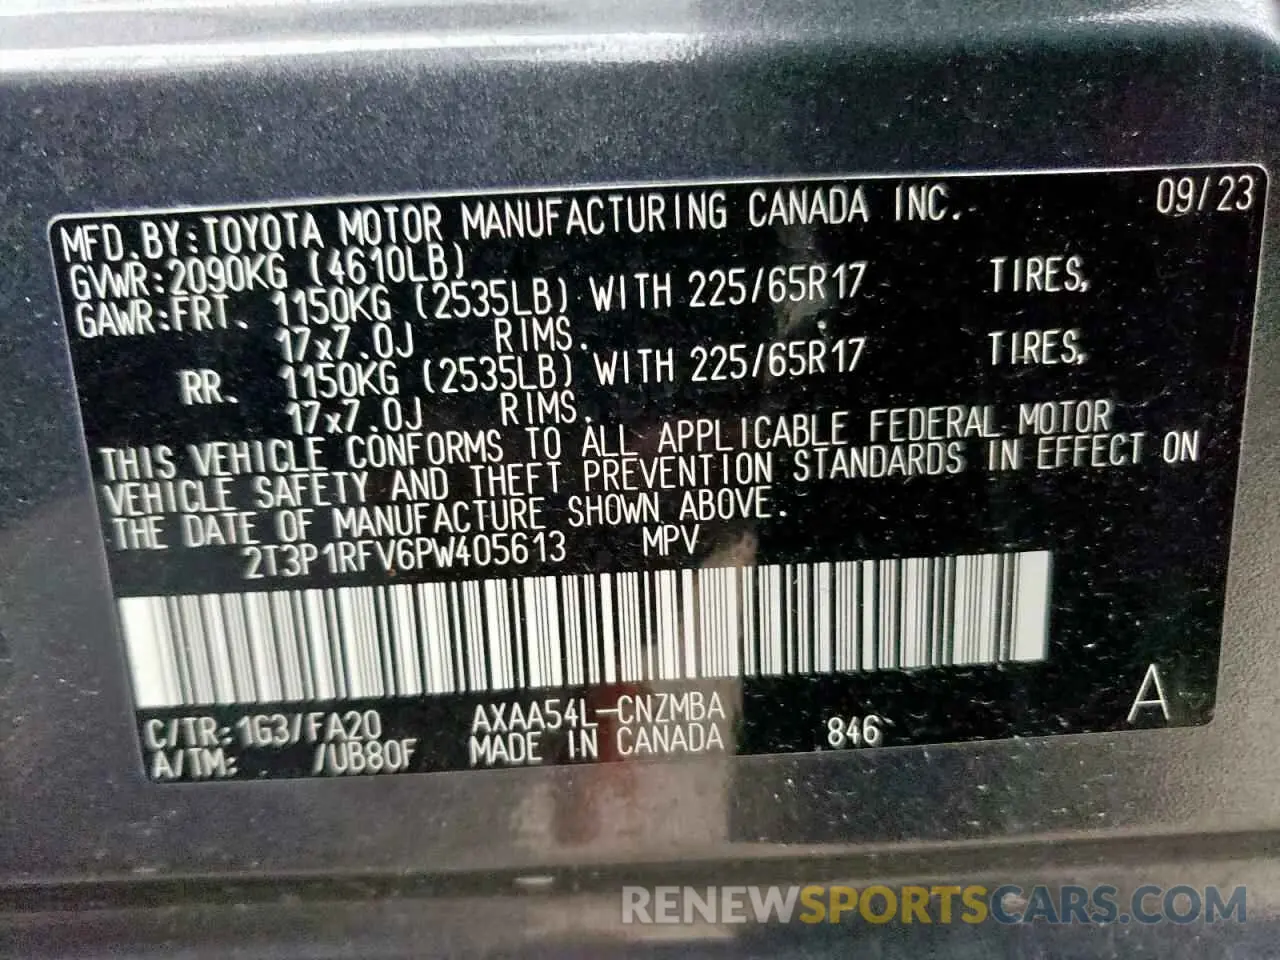 MFD.BY:TOYOTA MOTOR MANUFACTURING CANADA INC. 09/23
GVWR:2090KG (4610LB)
GAWR:FRT. 1150KG (2535LB) WITH 225/65R17 TIRES,
17x7.0J RIMS.
RR. 1150KG (2535LB) WITH 225/65R17 TIRES,
17x7.0J RIMS.
THIS VEHICLE CONFORMS TO ALL APPLICABLE FEDERAL MOTOR
VEHICLE SAFETY AND THEFT PREVENTION STANDARDS IN EFFECT ON
THE DATE OF MANUFACTURE SHOWN ABOVE.
2T3P1RFV6PW405613 MPV
C/TR:1G3/FA20 AXAA54L-CNZMBA 846 A
A/TM: /UB80F MADE IN CANADA
RENEWSPORTSCARS.COM